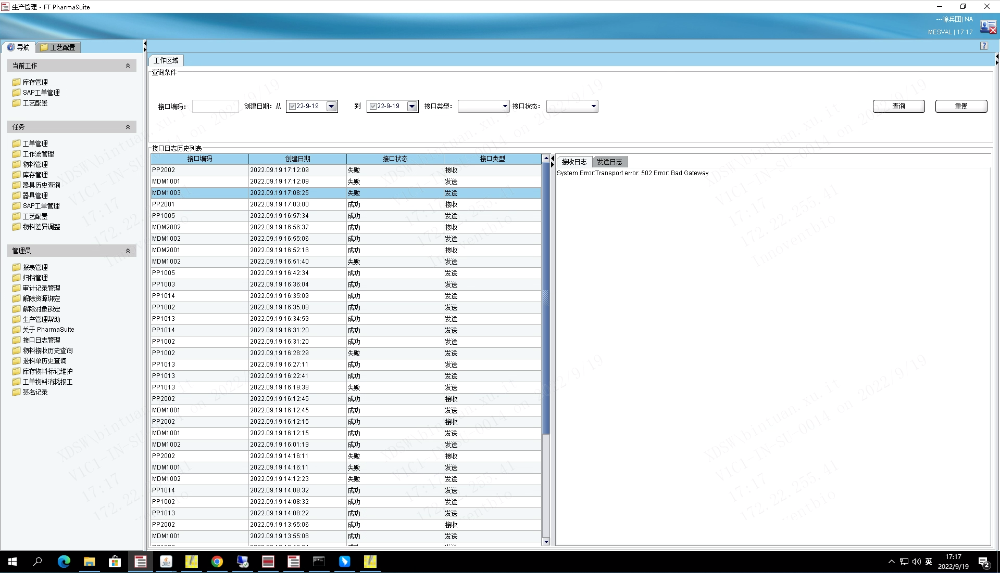 生产管理 - FT PharmaSuite
---徐兵团| NA
MESVAL | 17:17
导航
工艺配置
当前工作
库存管理
SAP工单管理
工艺配置
任务
工单管理
工作流管理
物料管理
库存管理
器具历史查询
器具管理
SAP工单管理
工艺配置
物料差异调整
管理员
报表管理
归档管理
审计记录管理
解除资源绑定
解除对象锁定
生产管理帮助
关于 PharmaSuite
接口日志管理
物料接收历史查询
退料单历史查询
库存物料标记维护
工单物料消耗报工
签名记录
工作区域
查询条件
接口编码: 创建日期: 从 22-9-19 到 22-9-19 接口类型: 接口状态: 查询 重置
接口日志历史列表
接口编码 创建日期 接口状态 接口类型
PP2002 2022.09.19 17:12:09 失败 接收
MDM1001 2022.09.19 17:12:09 失败 发送
MDM1003 2022.09.19 17:08:25 失败 发送
PP2001 2022.09.19 17:03:00 成功 接收
PP1005 2022.09.19 16:57:34 成功 发送
MDM2002 2022.09.19 16:56:37 成功 接收
MDM1002 2022.09.19 16:55:06 成功 发送
MDM2001 2022.09.19 16:52:16 成功 接收
MDM1002 2022.09.19 16:51:40 失败 发送
PP1005 2022.09.19 16:42:34 成功 发送
PP1003 2022.09.19 16:36:04 成功 发送
PP1014 2022.09.19 16:35:09 成功 发送
PP1002 2022.09.19 16:35:08 成功 发送
PP1013 2022.09.19 16:34:59 成功 发送
PP1014 2022.09.19 16:31:20 成功 发送
PP1002 2022.09.19 16:31:20 成功 发送
PP1002 2022.09.19 16:28:29 失败 发送
PP1013 2022.09.19 16:27:11 成功 发送
PP1013 2022.09.19 16:22:41 成功 发送
PP1013 2022.09.19 16:19:38 失败 发送
PP2002 2022.09.19 16:12:45 成功 接收
MDM1001 2022.09.19 16:12:45 成功 发送
PP2002 2022.09.19 16:12:15 成功 接收
MDM1001 2022.09.19 16:12:15 成功 发送
MDM1002 2022.09.19 16:01:19 成功 发送
PP2002 2022.09.19 14:16:11 失败 接收
MDM1001 2022.09.19 14:16:11 失败 发送
MDM1002 2022.09.19 14:12:23 失败 发送
PP1014 2022.09.19 14:08:32 成功 发送
PP1002 2022.09.19 14:08:32 成功 发送
PP1013 2022.09.19 14:08:22 成功 发送
PP2002 2022.09.19 13:55:06 成功 接收
MDM1001 2022.09.19 13:55:06 成功 发送
接收日志 发送日志
System Error:Transport error: 502 Error: Bad Gateway
XDSW\bintuan.xu.it
V1C1-IN-SU-0014 on 2022/9/19
17:17
172.22.255.41
Innoventbio
英
17:17
2022/9/19
2